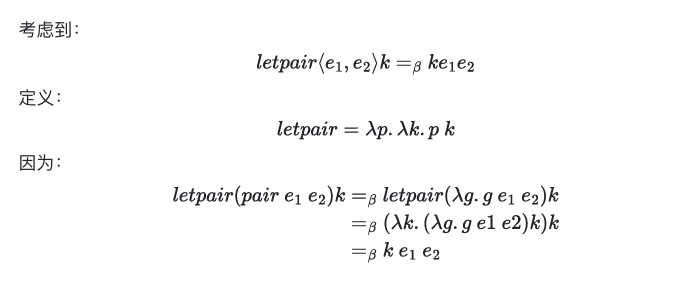 考虑到：
letpair⟨e₁, e₂⟩k =β ke₁e₂
定义：
letpair = λp. λk. p k
因为：
letpair(pair e₁ e₂)k =β letpair(λg. g e₁ e₂)k
=β (λk. (λg. g e1 e2)k)k
=β k e₁ e₂